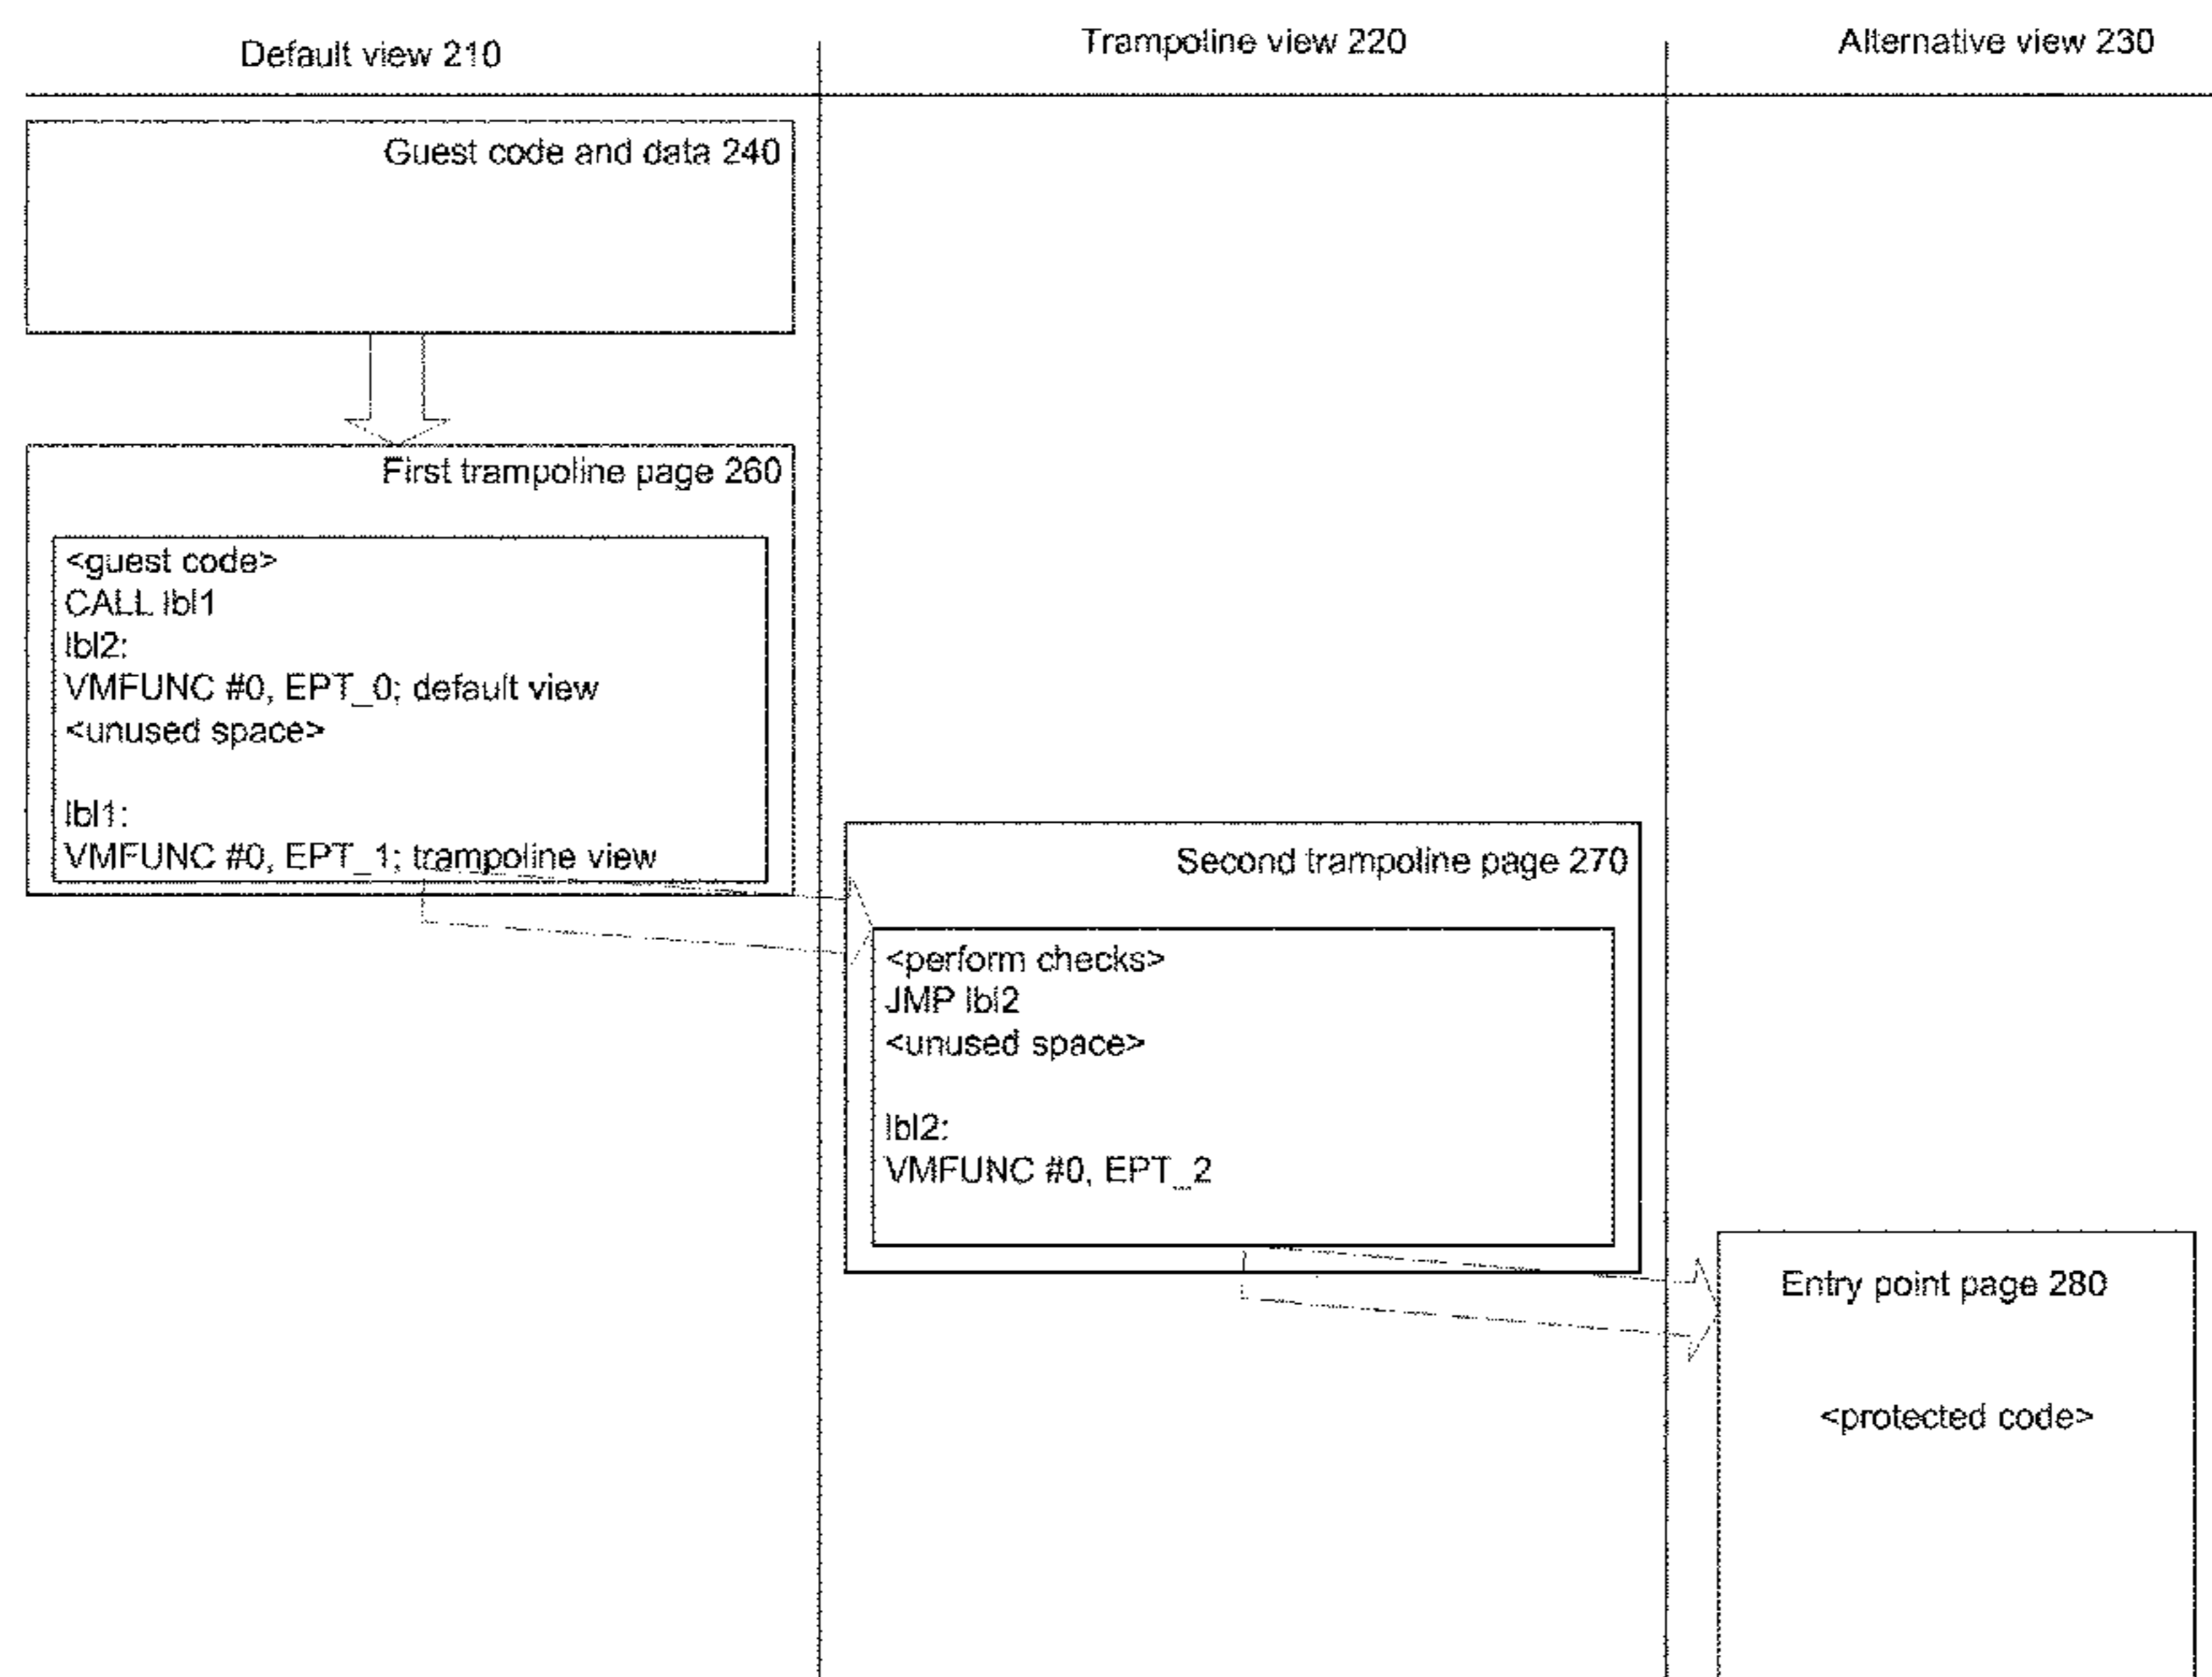 Default view 210
Trampoline view 220
Alternative view 230
Guest code and data 240
First trampoline page 260
<guest code>
CALL lbl1
lbl2:
VMFUNC #0, EPT_0; default view
<unused space>
lbl1:
VMFUNC #0, EPT_1; trampoline view
Second trampoline page 270
<perform checks>
JMP lbl2
<unused space>
lbl2:
VMFUNC #0, EPT_2
Entry point page 280
<protected code>